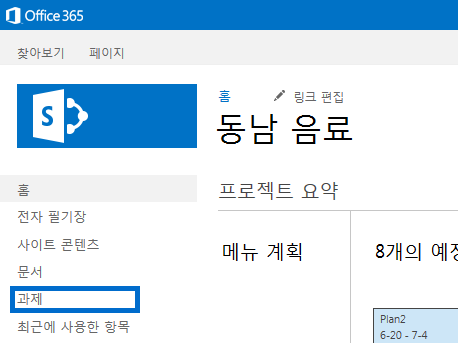 Office 365
찾아보기 페이지
S
홈 링크 편집
동남 음료
홈
전자 필기장
사이트 콘텐츠
문서
과제
최근에 사용한 항목
프로젝트 요약
메뉴 계획
8개의 예정
Plan2
6-20 - 7-4